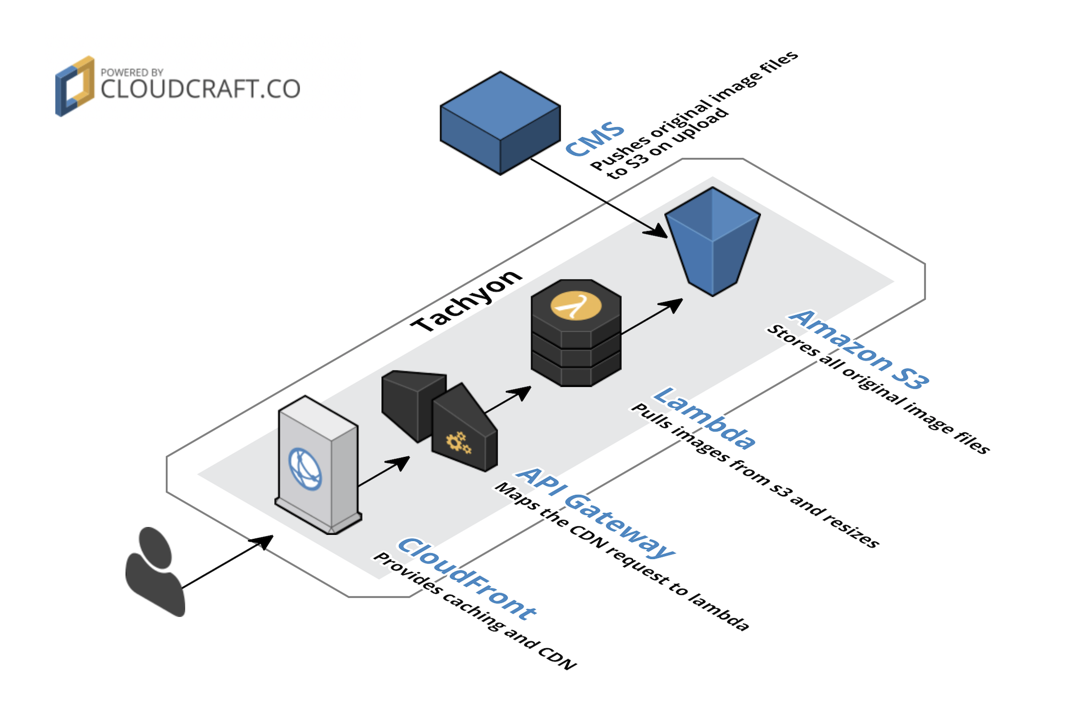 POWERED BY
CLOUDCRAFT.CO
CMS
Pushes original image files
to S3 on upload
Tachyon
Amazon S3
Stores all original image files
Lambda
Pulls images from s3 and resizes
API Gateway
Maps the CDN request to lambda
CloudFront
Provides caching and CDN
λ